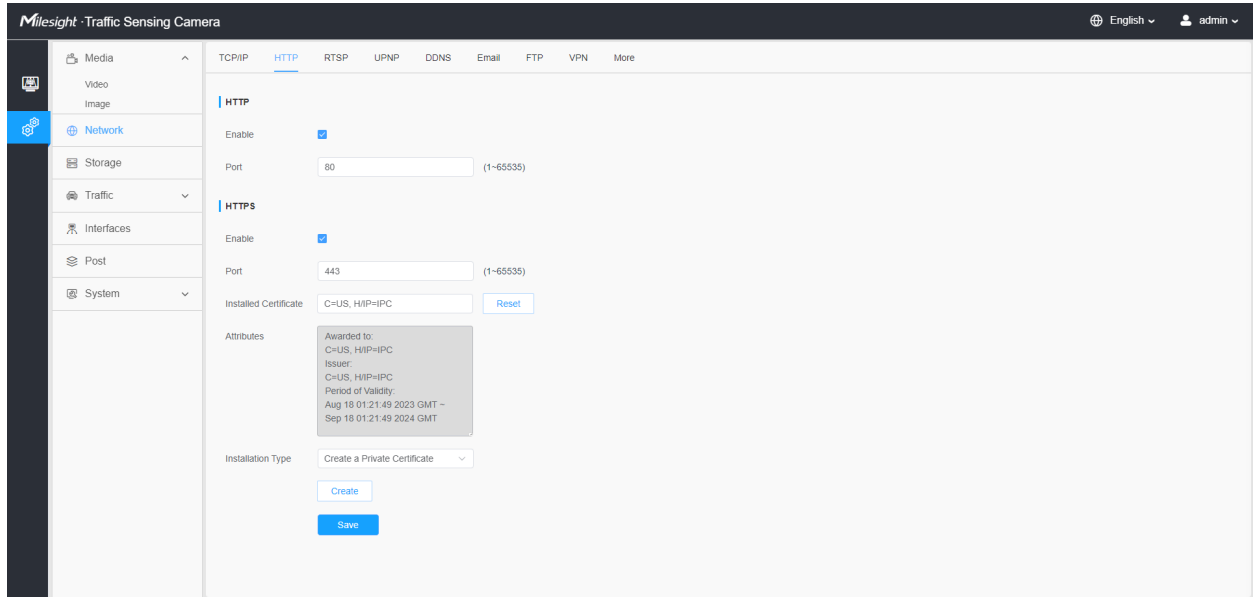 Milesight · Traffic Sensing Camera
English
admin
Media
Video
Image
Network
Storage
Traffic
Interfaces
Post
System
TCP/IP HTTP RTSP UPNP DDNS Email FTP VPN More
HTTP
Enable
Port 80 (1~65535)
HTTPS
Enable
Port 443 (1~65535)
Installed Certificate C=US, H/IP=IPC Reset
Attributes
Awarded to:
C=US, H/IP=IPC
Issuer:
C=US, H/IP=IPC
Period of Validity:
Aug 18 01:21:49 2023 GMT ~
Sep 18 01:21:49 2024 GMT
Installation Type Create a Private Certificate
Create
Save